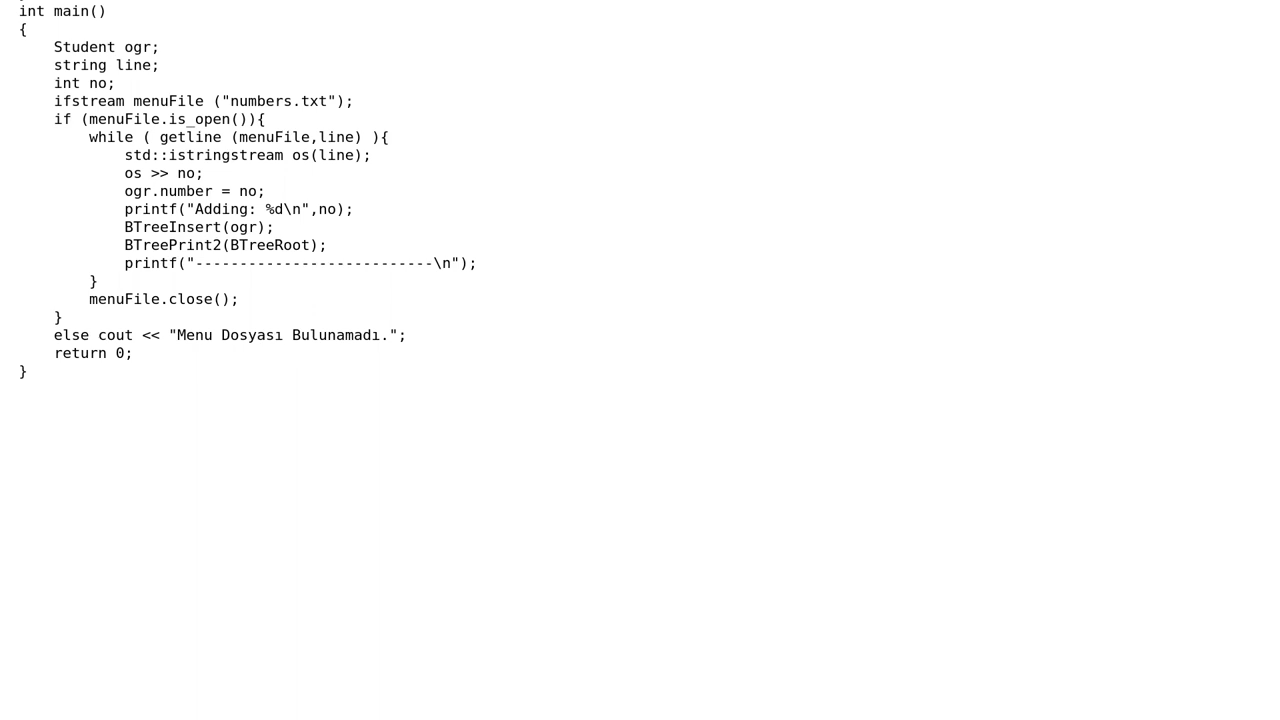 int main()
{
    Student ogr;
    string line;
    int no;
    ifstream menuFile ("numbers.txt");
    if (menuFile.is_open()){
        while ( getline (menuFile,line) ){
            std::istringstream os(line);
            os >> no;
            ogr.number = no;
            printf("Adding: %d\n",no);
            BTreeInsert(ogr);
            BTreePrint2(BTreeRoot);
            printf("---------------------------\n");
        }
        menuFile.close();
    }
    else cout << "Menu Dosyası Bulunamadı.";
    return 0;
}